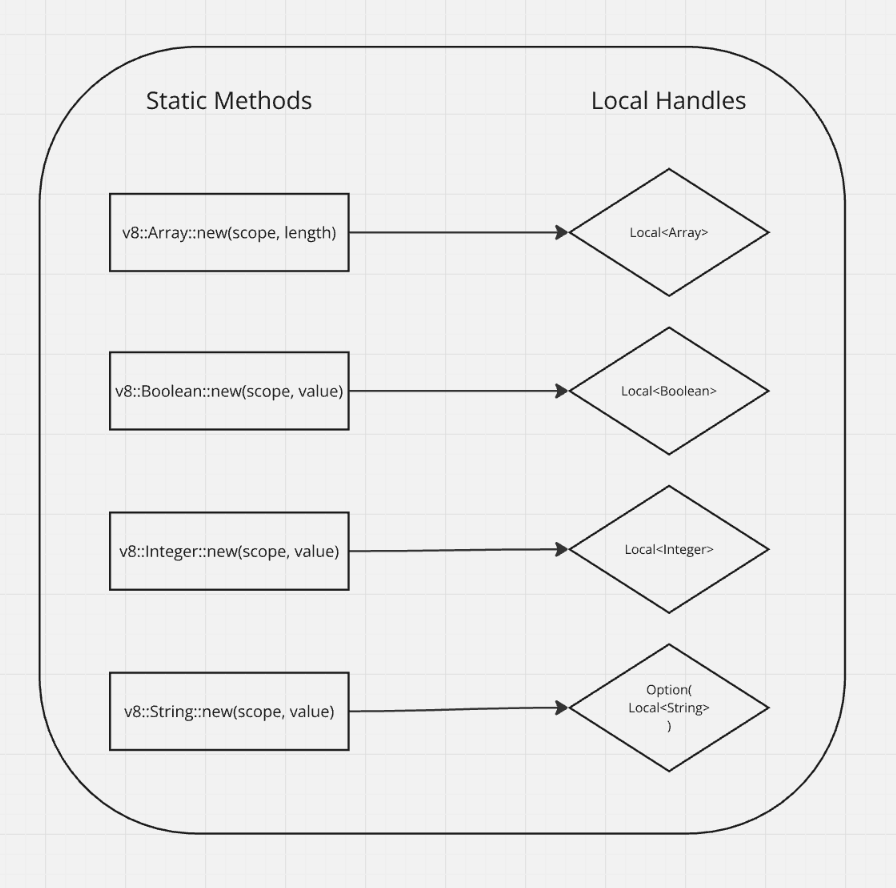 Static Methods
Local Handles
v8::Array::new(scope, length)
Local<Array>
v8::Boolean::new(scope, value)
Local<Boolean>
v8::Integer::new(scope, value)
Local<Integer>
v8::String::new(scope, value)
Option(
Local<String>
)